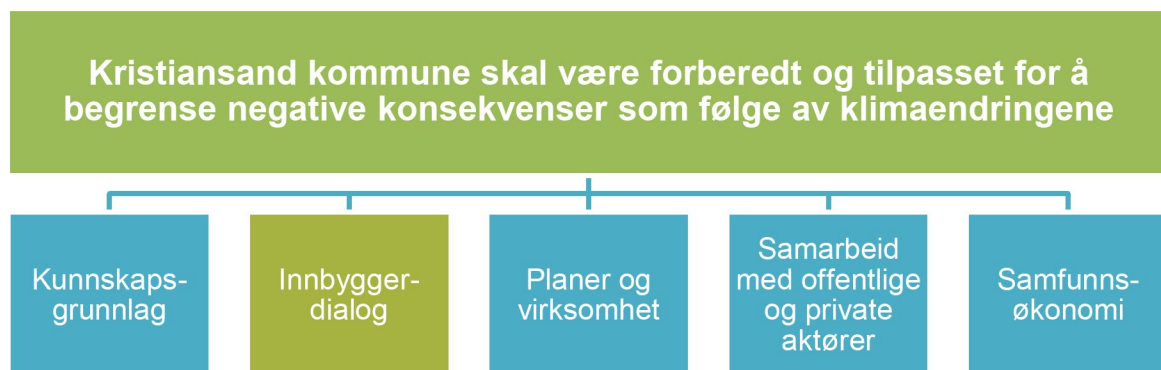 Kristiansand kommune skal være forberedt og tilpasset for å
begrense negative konsekvenser som følge av klimaendringene
Kunnskaps-
grunnlag
Innbygger-
dialog
Planer og
virksomhet
Samarbeid
med offentlige
og private
aktører
Samfunns-
økonomi